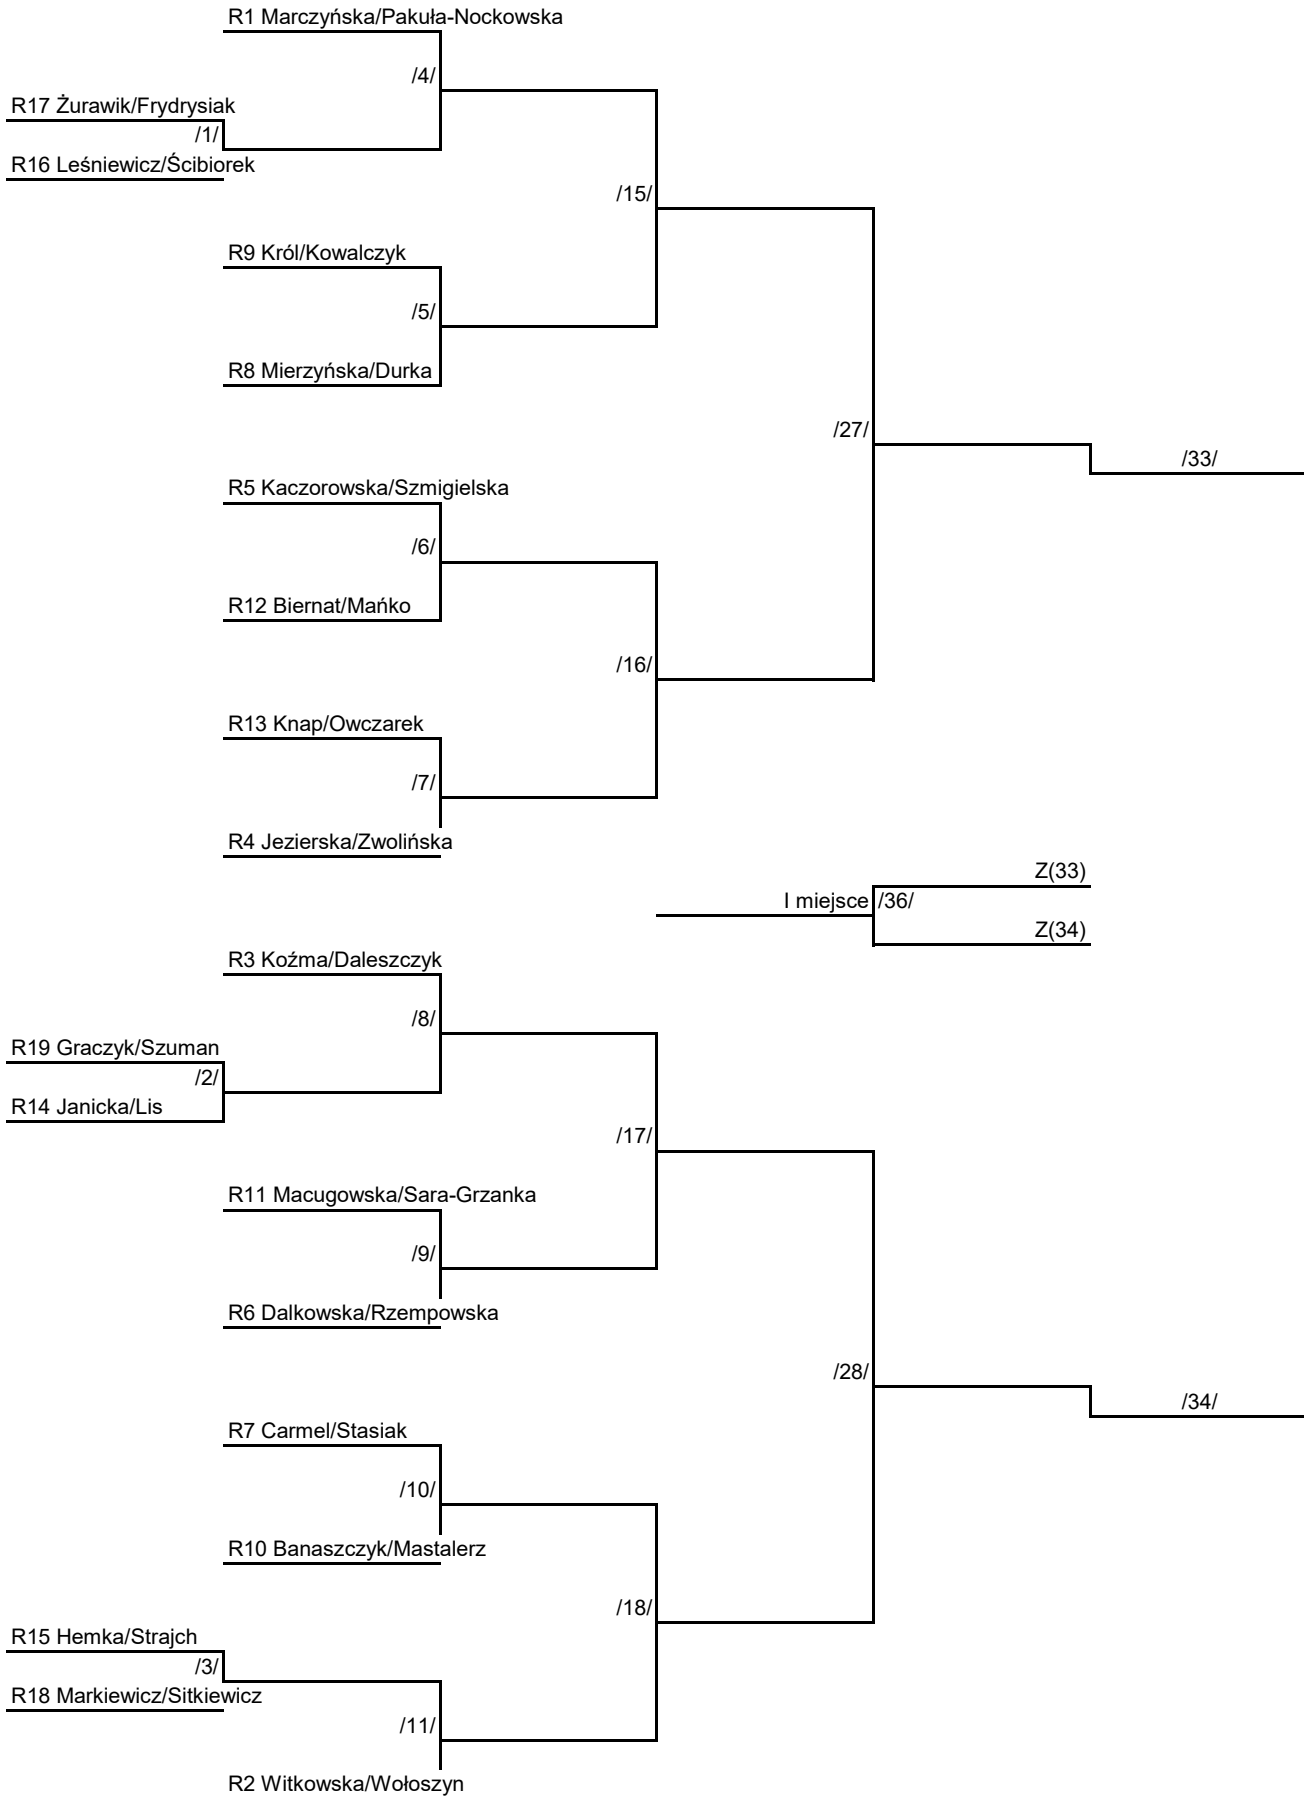 R1 Marczyńska/Pakuła-Nockowska
/4/
R17 Żurawik/Frydrysiak
/1/
R16 Leśniewicz/Ścibiorek
/15/
R9 Król/Kowalczyk
/5/
R8 Mierzyńska/Durka
/27/
/33/
R5 Kaczorowska/Szmigielska
/6/
R12 Biernat/Mańko
/16/
R13 Knap/Owczarek
/7/
R4 Jezierska/Zwolińska
Z(33)
I miejsce /36/
Z(34)
R3 Koźma/Daleszczyk
/8/
R19 Graczyk/Szuman
/2/
R14 Janicka/Lis
/17/
R11 Macugowska/Sara-Grzanka
/9/
R6 Dalkowska/Rzempowska
/28/
/34/
R7 Carmel/Stasiak
/10/
R10 Banaszczyk/Mastalerz
/18/
R15 Hemka/Strajch
/3/
R18 Markiewicz/Sitkiewicz
/11/
R2 Witkowska/Wołoszyn